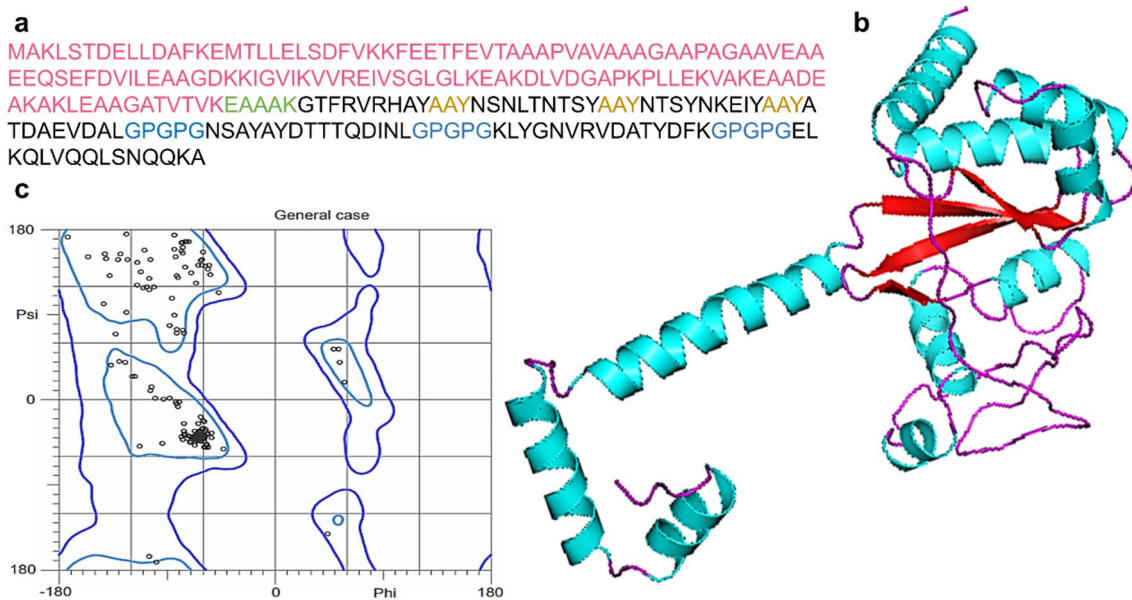 a
MAKLSTDELLDAFKEMTLLELSDFVKKFEETFEVTAAAPVAVAAAGAAPAGAAVEAA
EEQSEFDVILEAAGDKKIGVIKVVREIVSGLGLKEAKDLVDGAPKPLLEKVAKEAADE
AKAKLEAAGATVTVKEAAAKGTFRVRHAYAAYNSNLTNTSYAAYNTSYNKEIYAAYA
TDAEVDALGPGPGNSAYAYDTTTQDINLGPGPGKLYGNVRVDATYDFKGPGPGEL
KQLVQQLSNQQKA
b
c
General case
180
Psi
0
180
-180
0
Phi
180